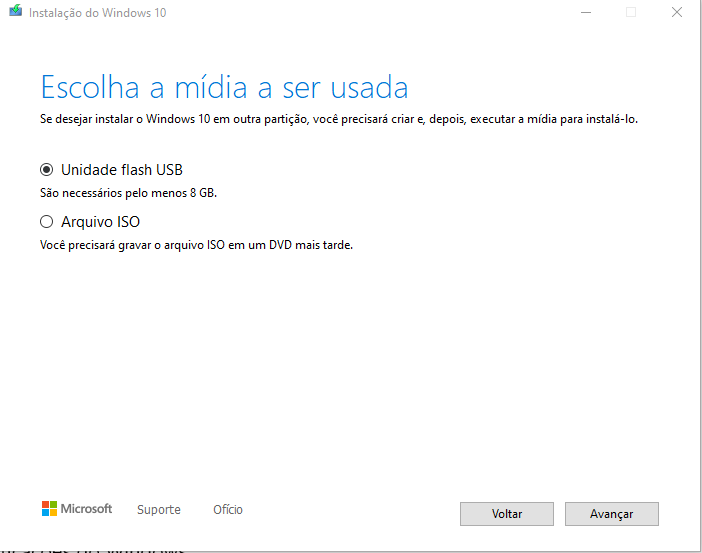 Instalação do Windows 10
Escolha a mídia a ser usada
Se desejar instalar o Windows 10 em outra partição, você precisará criar e, depois, executar a mídia para instalá-lo.
Unidade flash USB
São necessários pelo menos 8 GB.
Arquivo ISO
Você precisará gravar o arquivo ISO em um DVD mais tarde.
Microsoft Suporte Ofício Voltar Avançar